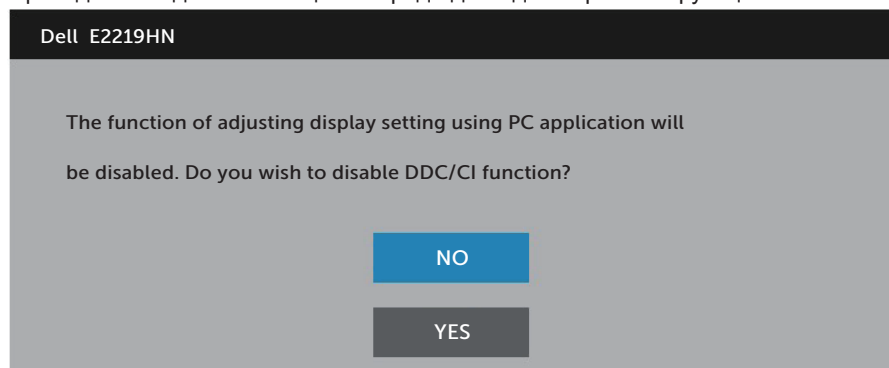 Dell E2219HN
The function of adjusting display setting using PC application will
be disabled. Do you wish to disable DDC/CI function?
NO
YES